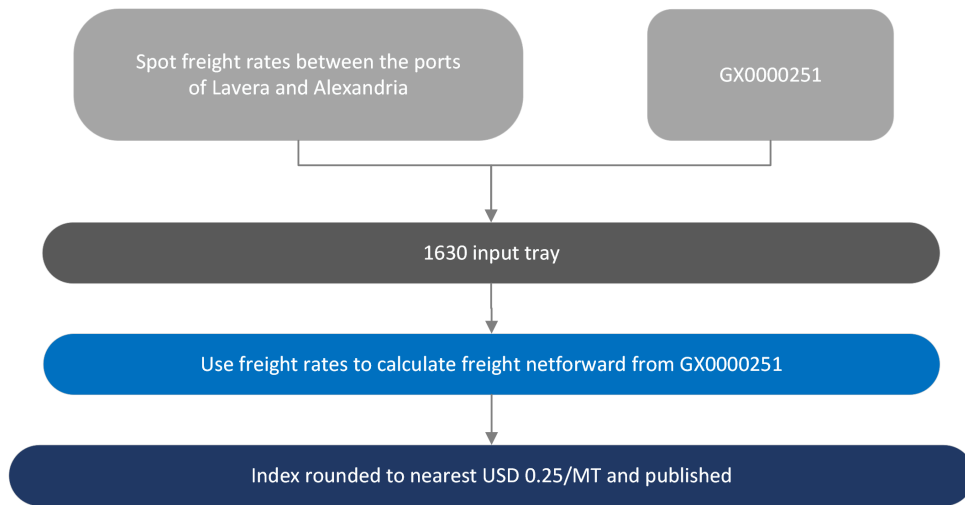 Spot freight rates between the ports
of Lavera and Alexandria
GX0000251
1630 input tray
Use freight rates to calculate freight netforward from GX0000251
Index rounded to nearest USD 0.25/MT and published